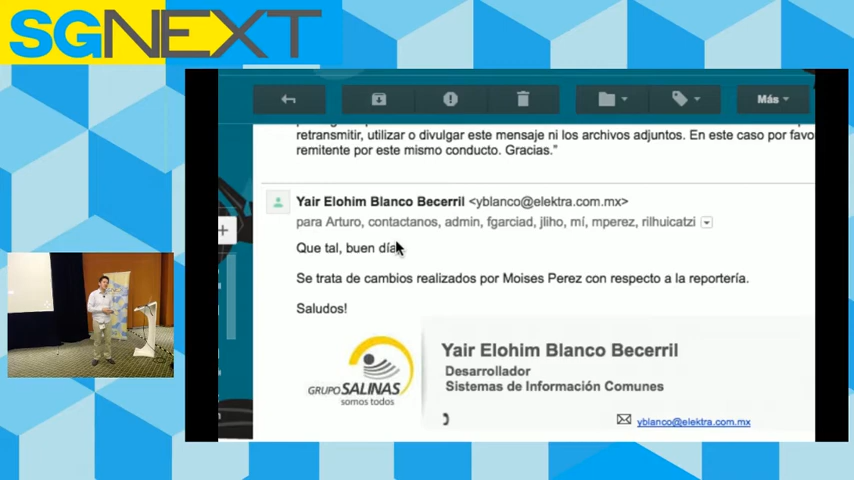 SGNEXT
Más
retransmitir, utilizar o divulgar este mensaje ni los archivos adjuntos. En este caso por favo
remitente por este mismo conducto. Gracias."
Yair Elohim Blanco Becerril <yblanco@elektra.com.mx>
para Arturo, contactanos, admin, fgarciad, jliho, mí, mperez, rilhuicatzi
Que tal, buen día
Se trata de cambios realizados por Moises Perez con respecto a la reportería.
Saludos!
GRUPO SALINAS
somos todos
Yair Elohim Blanco Becerril
Desarrollador
Sistemas de Información Comunes
yblanco@elektra.com.mx